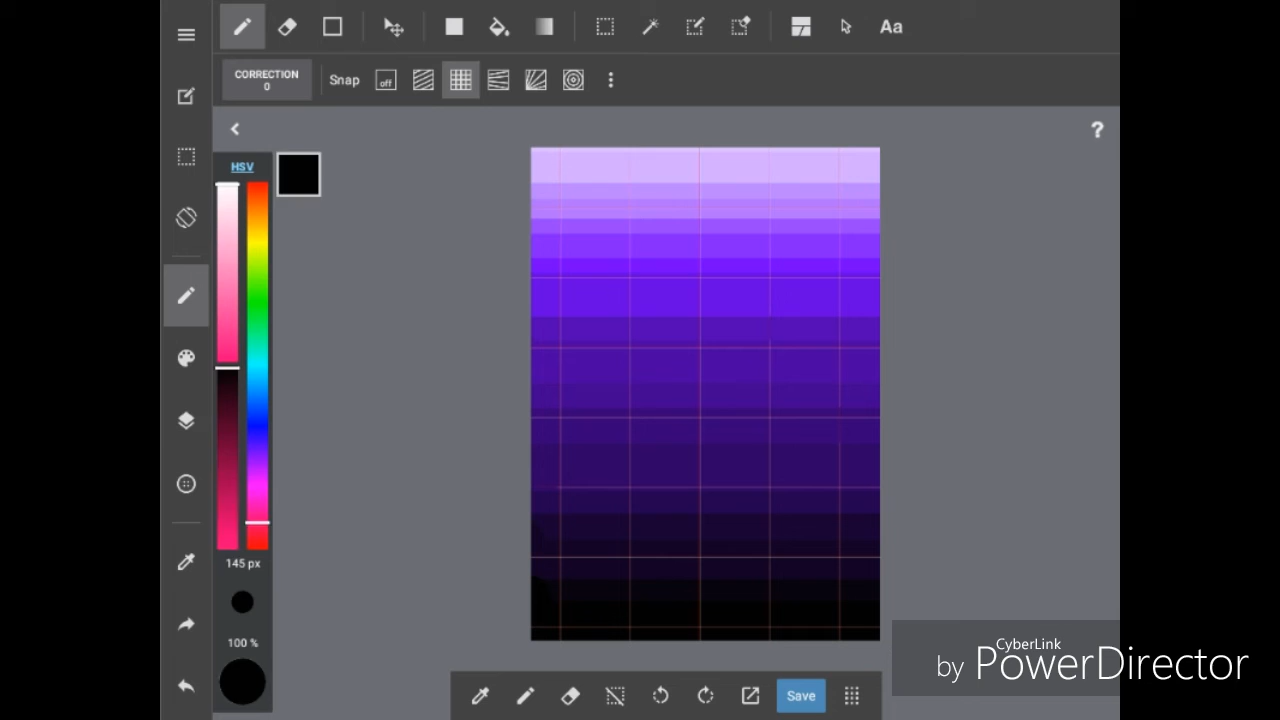 Aa
CORRECTION
0
Snap
off
?
HSV
145 px
100 %
Save
CyberLink
by PowerDirector